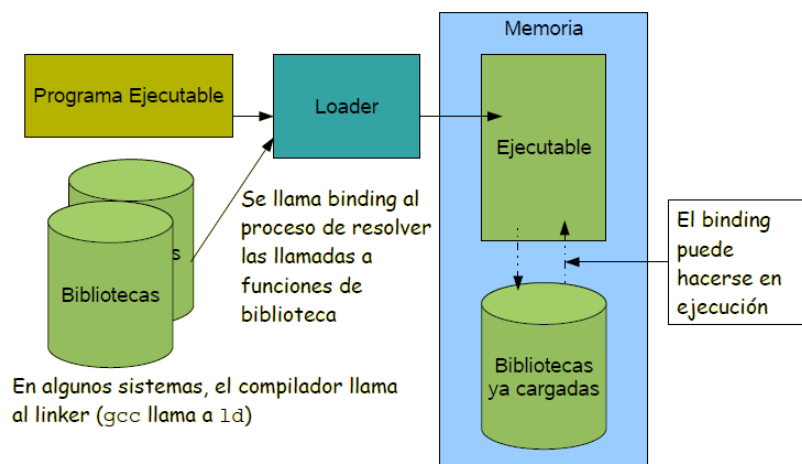 Memoria
Programa Ejecutable
Loader
Ejecutable
Se llama binding al
proceso de resolver
las llamadas a
funciones de
biblioteca
El binding
puede
hacerse en
ejecución
s
Bibliotecas
Bibliotecas
ya cargadas
En algunos sistemas, el compilador llama
al linker (gcc llama a ld)